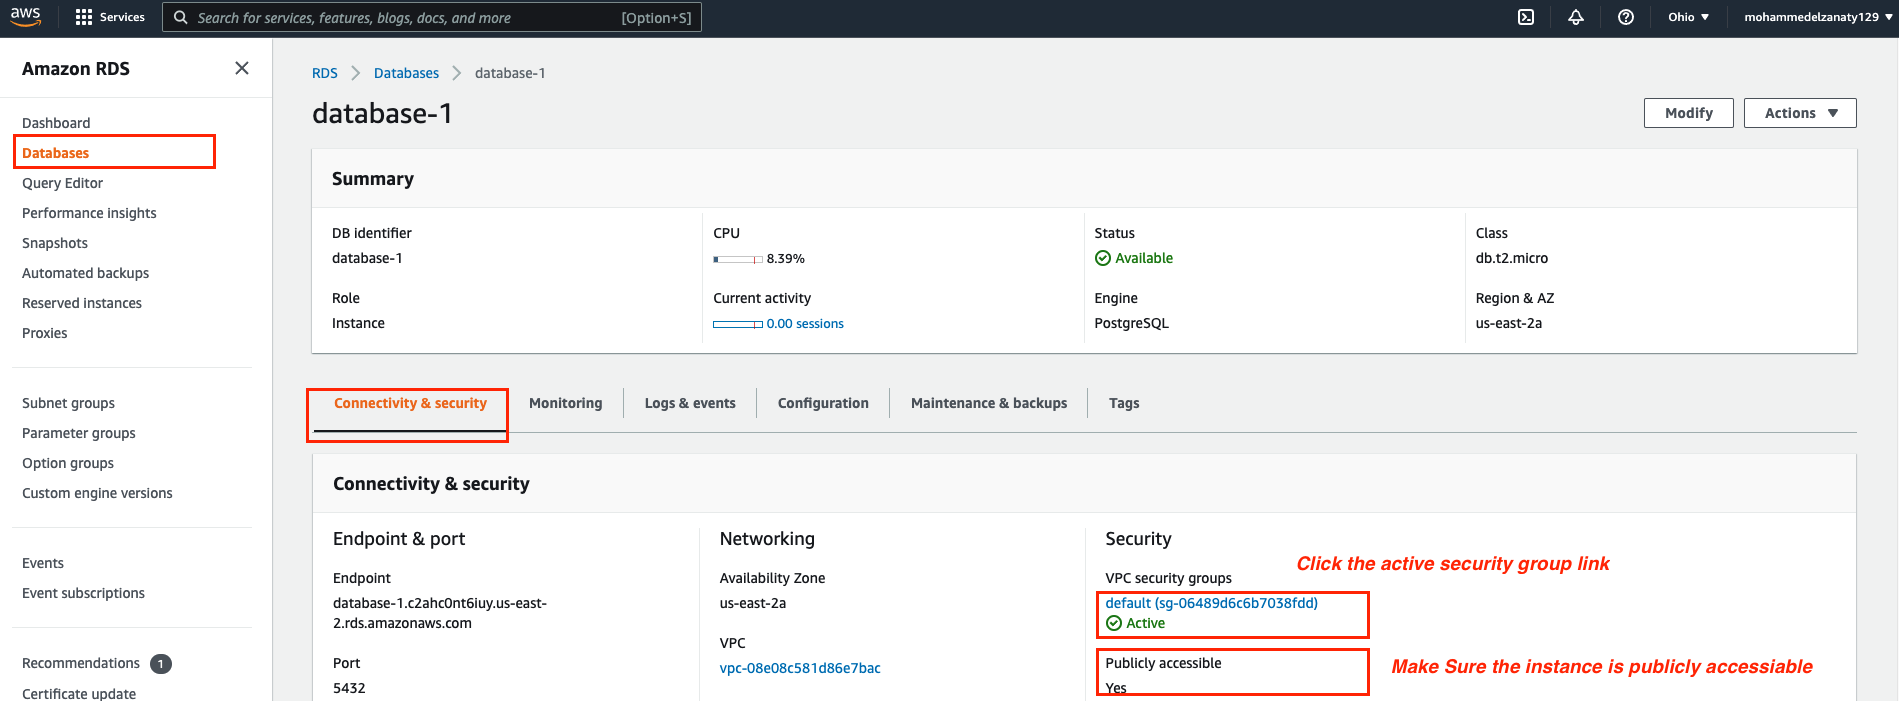 aws
Services
Search for services, features, blogs, docs, and more
[Option+S]
Ohio
mohammedelzanaty129
Amazon RDS
Dashboard
Databases
Query Editor
Performance insights
Snapshots
Automated backups
Reserved instances
Proxies
Subnet groups
Parameter groups
Option groups
Custom engine versions
Events
Event subscriptions
Recommendations 1
Certificate update
RDS > Databases > database-1
database-1
Modify
Actions
Summary
DB identifier
database-1
Role
Instance
CPU
8.39%
Current activity
0.00 sessions
Status
Available
Engine
PostgreSQL
Class
db.t2.micro
Region & AZ
us-east-2a
Connectivity & security
Monitoring
Logs & events
Configuration
Maintenance & backups
Tags
Connectivity & security
Endpoint & port
Endpoint
database-1.c2ahc0nt6iuy.us-east-
2.rds.amazonaws.com
Port
5432
Networking
Availability Zone
us-east-2a
VPC
vpc-08e08c581d86e7bac
Security
Click the active security group link
VPC security groups
default (sg-06489d6c6b7038fdd)
Active
Publicly accessible
Yes
Make Sure the instance is publicly accessiable